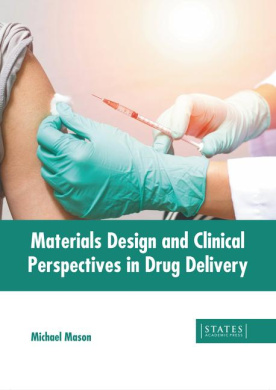 Materials Design and Clinical
Perspectives in Drug Delivery
Michael Mason
STATES
ACADEMIC PRESS